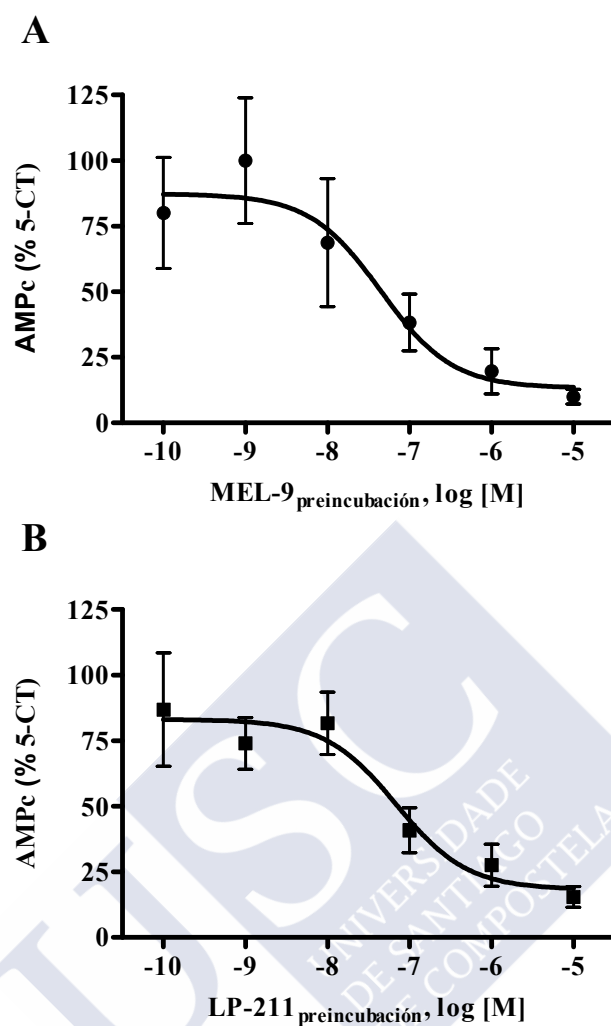 A
125
100
75
50
25
0
AMPc (% 5-CT)
-10 -9 -8 -7 -6 -5
MEL-9preincubación, log [M]
B
125
100
75
50
25
0
AMPc (% 5-CT)
-10 -9 -8 -7 -6 -5
LP-211preincubación, log [M]
USC
UNIVERSIDADE
DE SANTIAGO
DE COMPOSTELA